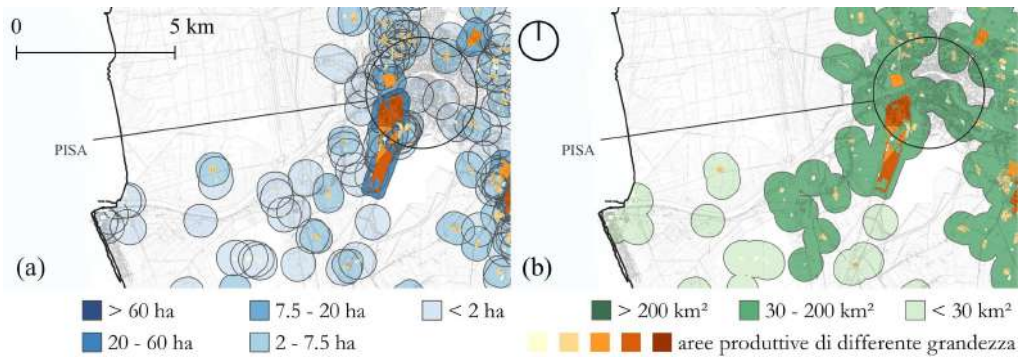 0 5 km
PISA PISA
(a) (b)
> 60 ha 7.5 - 20 ha < 2 ha > 200 km² 30 - 200 km² < 30 km²
20 - 60 ha 2 - 7.5 ha aree produttive di differente grandezza